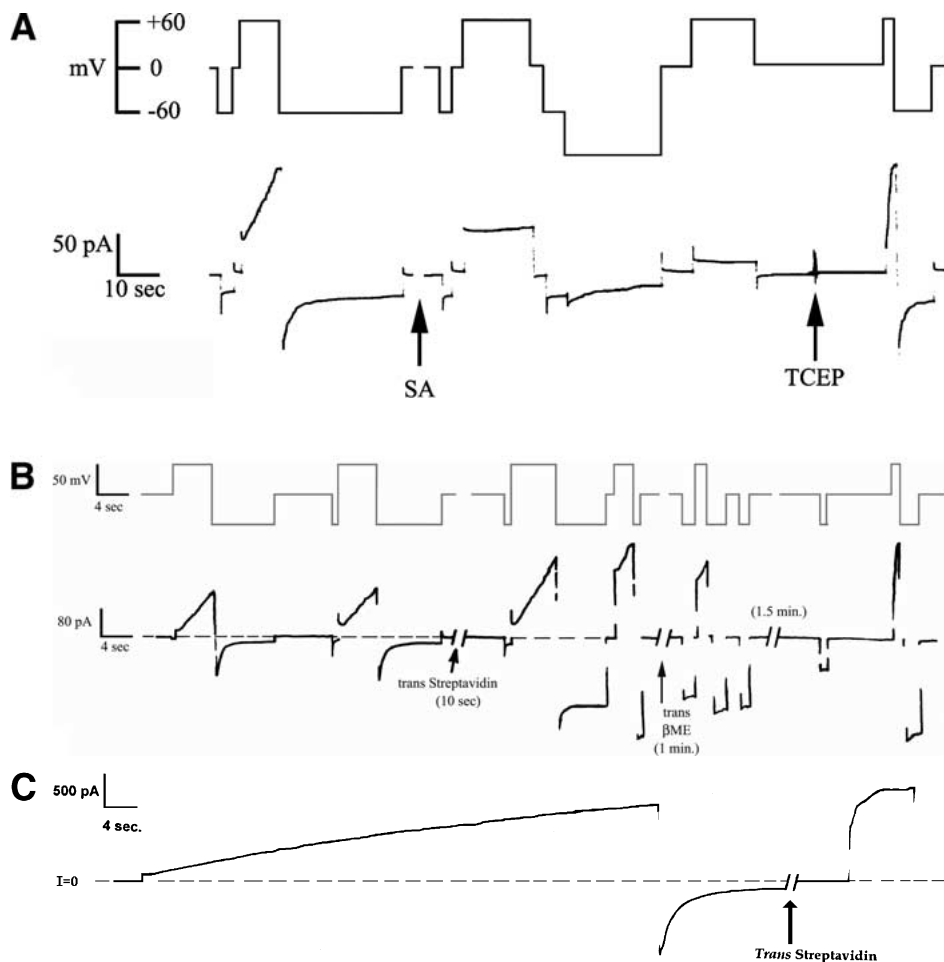 A
+60
mV
0
-60
50 pA
10 sec
SA
TCEP
B
50 mV
4 sec
80 pA
4 sec
(1.5 min.)
trans Streptavidin
(10 sec)
trans
βME
(1 min.)
C
500 pA
4 sec.
I=0
Trans Streptavidin